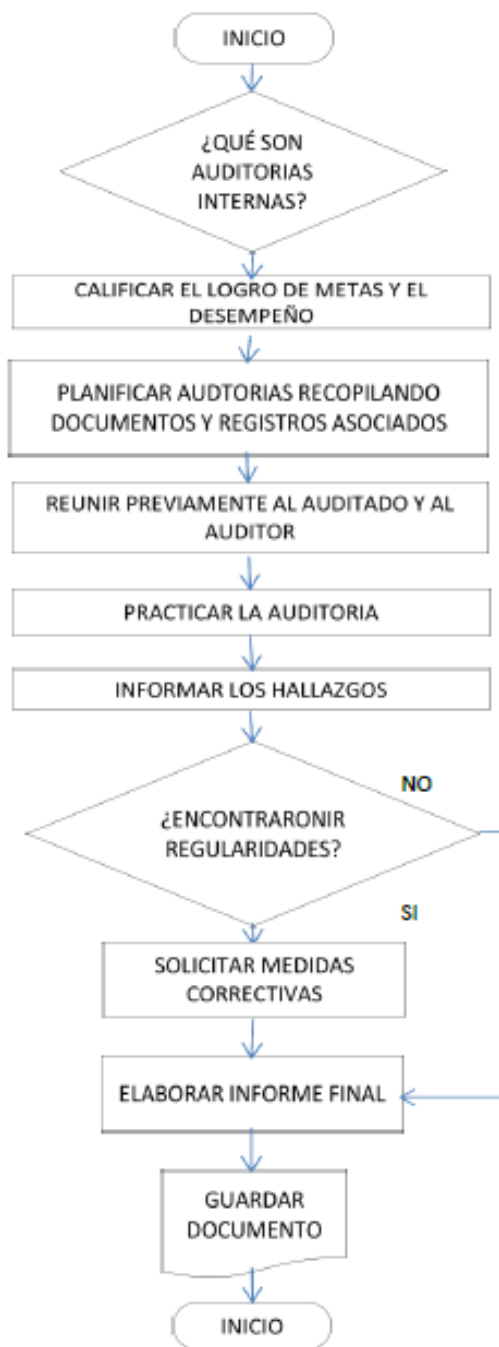 INICIO
¿QUÉ SON
AUDITORIAS
INTERNAS?
CALIFICAR EL LOGRO DE METAS Y EL
DESEMPEÑO
PLANIFICAR AUDTORIAS RECOPILANDO
DOCUMENTOS Y REGISTROS ASOCIADOS
REUNIR PREVIAMENTE AL AUDITADO Y AL
AUDITOR
PRACTICAR LA AUDITORIA
INFORMAR LOS HALLAZGOS
NO
¿ENCONTRARONIR
REGULARIDADES?
SI
SOLICITAR MEDIDAS
CORRECTIVAS
ELABORAR INFORME FINAL
GUARDAR
DOCUMENTO
INICIO